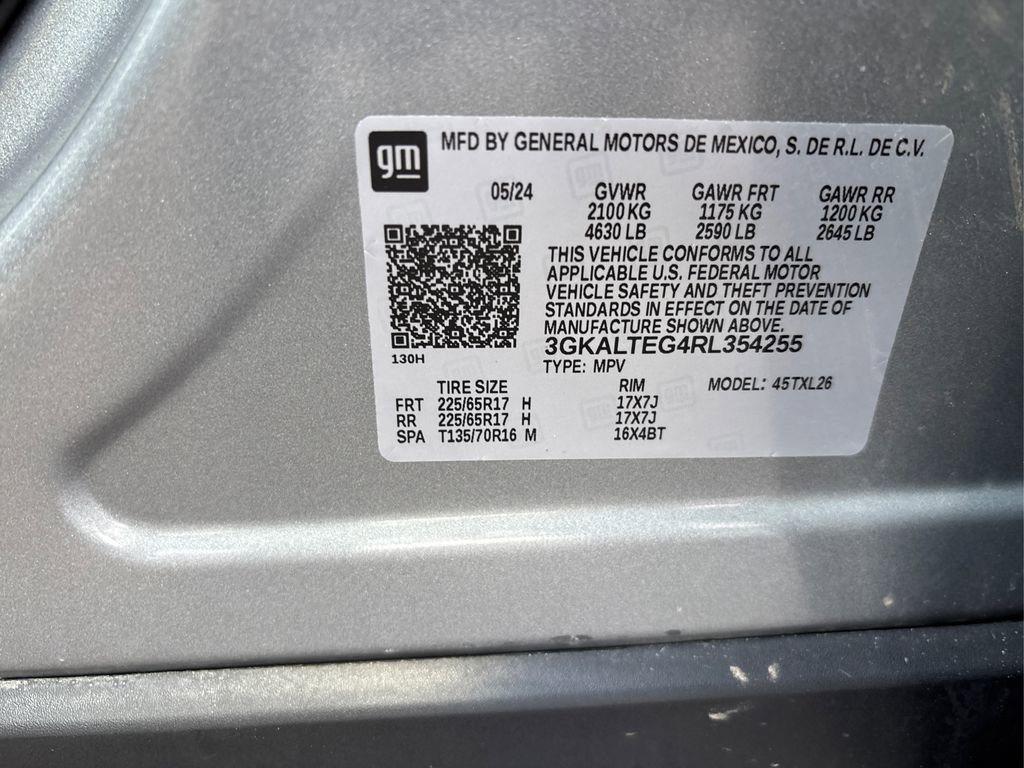 gm
MFD BY GENERAL MOTORS DE MEXICO, S. DE R.L. DE C.V.
05/24 GVWR GAWR FRT GAWR RR
2100 KG 1175 KG 1200 KG
4630 LB 2590 LB 2645 LB
THIS VEHICLE CONFORMS TO ALL
APPLICABLE U.S. FEDERAL MOTOR
VEHICLE SAFETY AND THEFT PREVENTION
STANDARDS IN EFFECT ON THE DATE OF
MANUFACTURE SHOWN ABOVE.
3GKALTEG4RL354255
130H
TYPE: MPV
TIRE SIZE RIM MODEL: 45TXL26
FRT 225/65R17 H 17X7J
RR 225/65R17 H 17X7J
SPA T135/70R16 M 16X4BT